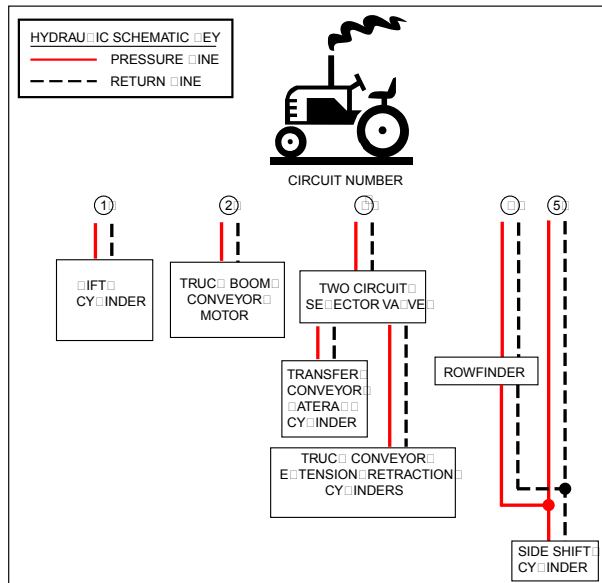 HYDRAU□IC SCHEMATIC □EY
PRESSURE □INE
RETURN □INE
CIRCUIT NUMBER
1□
2□
5□
□IFT□
CY□INDER
TRUC□ BOOM□
CONVEYOR□
MOTOR
TWO CIRCUIT□
SE□ECTOR VA□VE□
ROWFINDER
TRANSFER□
CONVEYOR□
□ATERA□□
CY□INDER
TRUC□ CONVEYOR□
E□TENSION□RETRACTION□
CY□INDERS
SIDE SHIFT□
CY□INDER